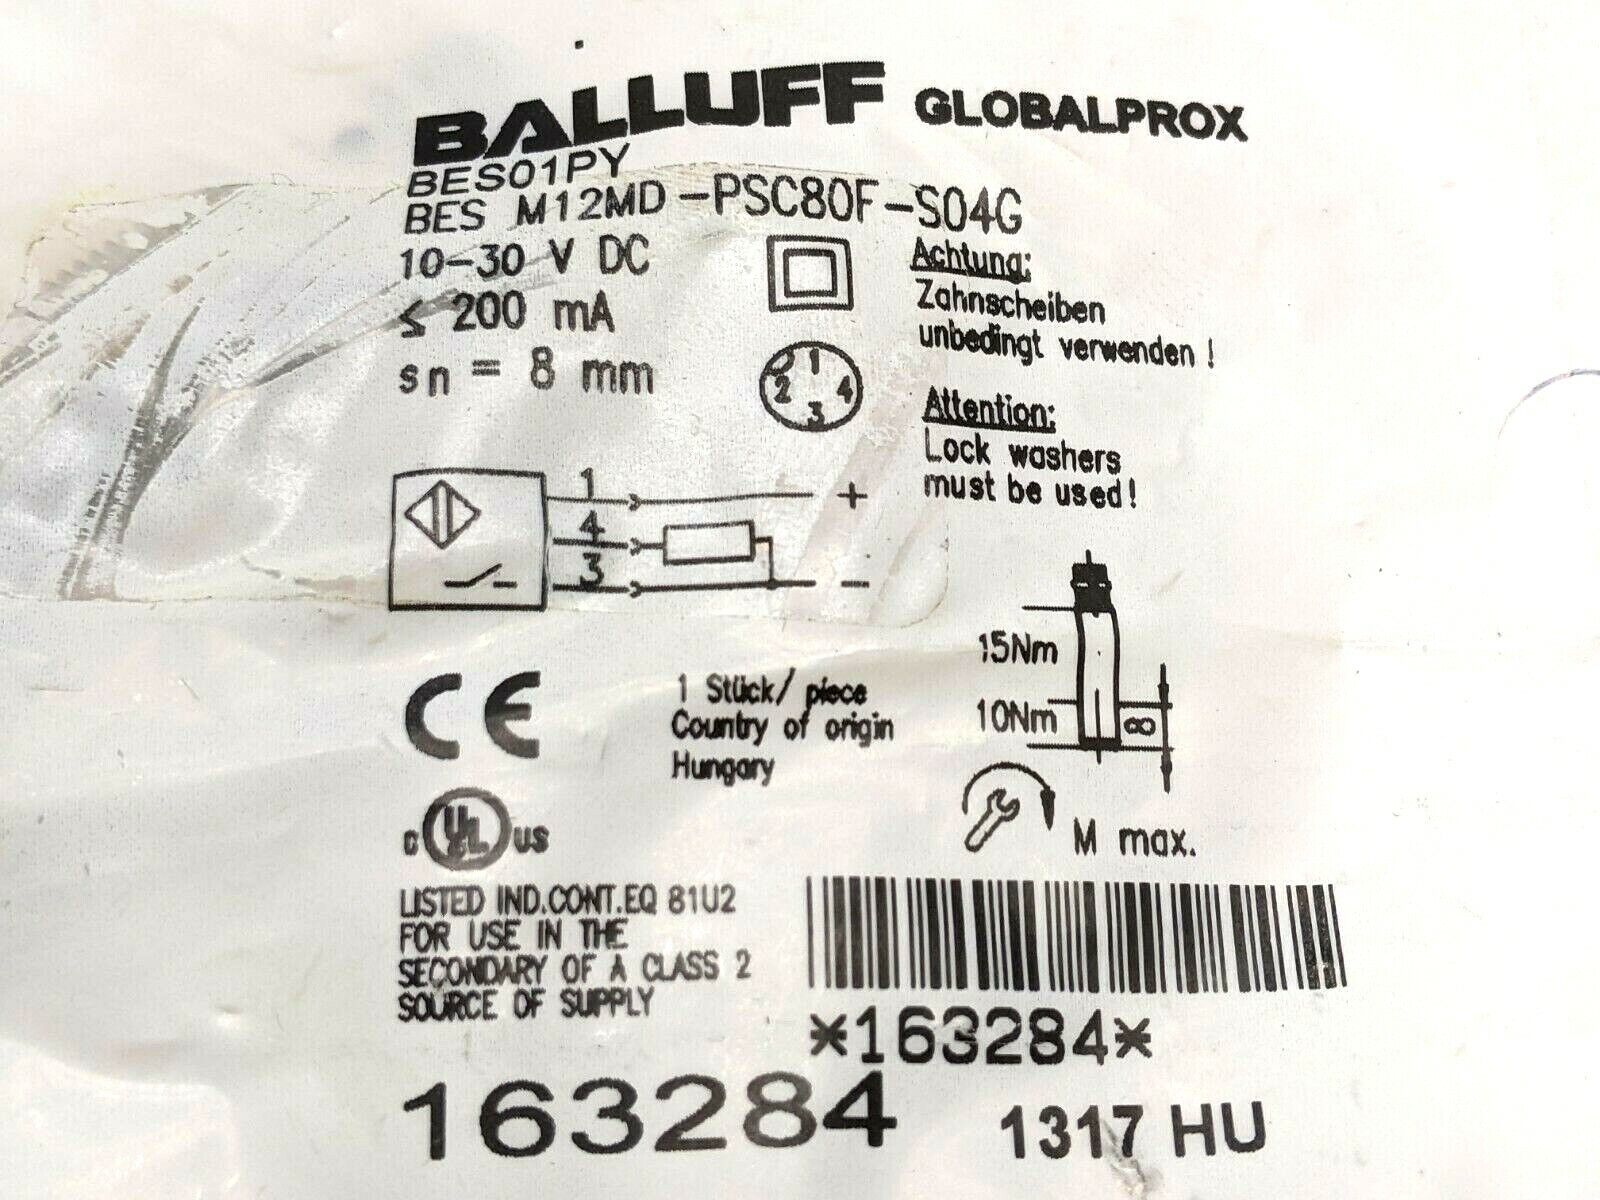 BALLUFF GLOBALPROX
BES01PY
BES M12MD-PSC80F-S04G
10-30 V DC
≤ 200 mA
sn = 8 mm
1
2 4
3
Achtung:
Zahnscheiben
unbedingt verwenden !
Attention:
Lock washers
must be used!
1 +
4
3 -
15Nm
10Nm
8
M max.
CE
1 Stück/ piece
Country of origin
Hungary
c UL us
LISTED IND.CONT.EQ 81U2
FOR USE IN THE
SECONDARY OF A CLASS 2
SOURCE OF SUPPLY
*163284*
163284
1317 HU